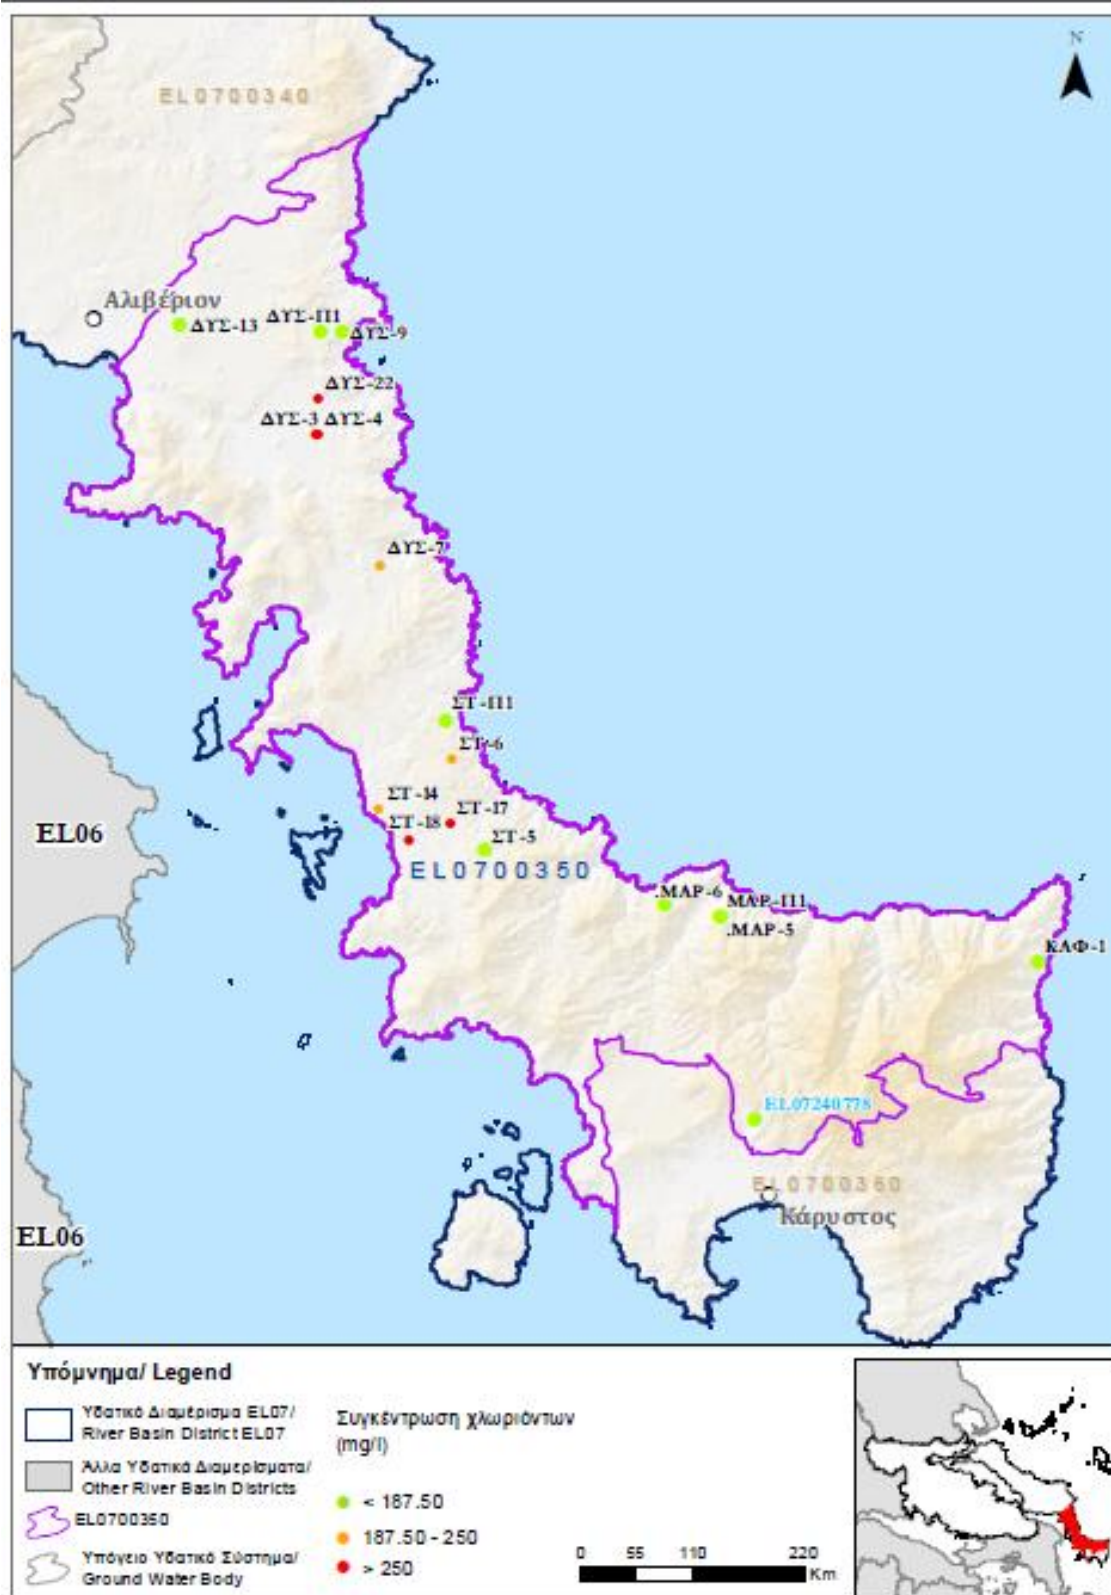 N
EL0700340
Αλιβέριον
ΔΥΣ-13
ΔΥΣ-Π1
ΔΥΣ-9
ΔΥΣ-22
ΔΥΣ-3 ΔΥΣ-4
ΔΥΣ-7
ΣΤ-Π1
ΣΤ-6
ΣΤ-14
ΣΤ-17
ΣΤ-18
ΣΤ-5
EL06
EL0700350
.ΜΑΡ-6
ΜΑΡ-Π1
.ΜΑΡ-5
ΚΑΦ-1
EL07240778
EL0700360
Κάρυστος
EL06
Υπόμνημα/ Legend
Υδατικό Διαμέρισμα EL07/
River Basin District EL07
Άλλα Υδατικά Διαμερίσματα/
Other River Basin Districts
EL0700350
Υπόγειο Υδατικό Σύστημα/
Ground Water Body
Συγκέντρωση χλωριόντων
(mg/l)
< 187.50
187.50 - 250
> 250
0 55 110 220
Km